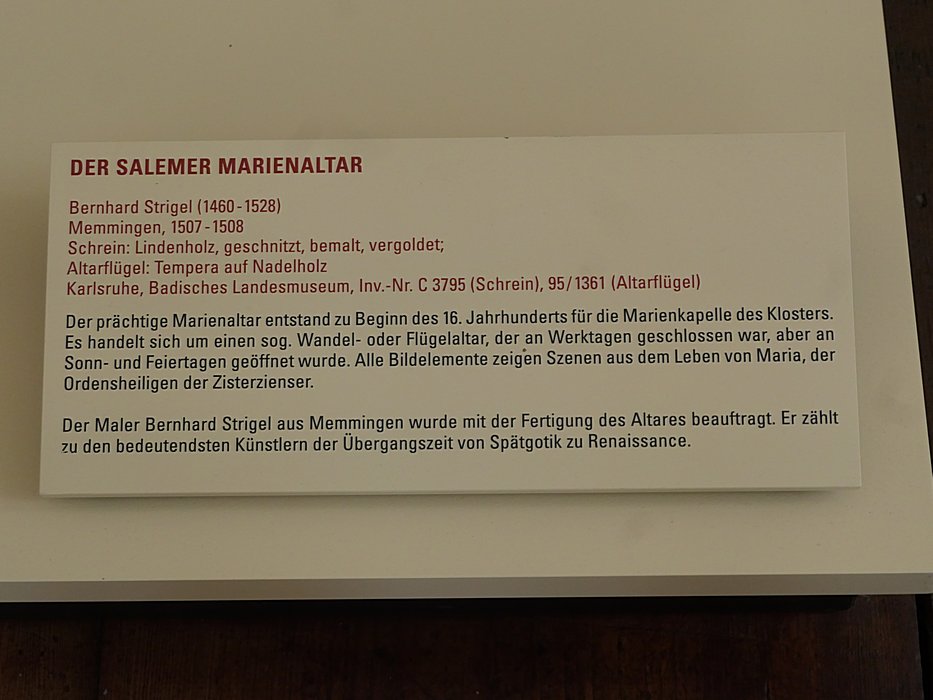 DER SALEMER MARIENALTAR
Bernhard Strigel (1460-1528)
Memmingen, 1507-1508
Schrein: Lindenholz, geschnitzt, bemalt, vergoldet;
Altarflügel: Tempera auf Nadelholz
Karlsruhe, Badisches Landesmuseum, Inv.-Nr. C 3795 (Schrein), 95/1361 (Altarflügel)
Der prächtige Marienaltar entstand zu Beginn des 16. Jahrhunderts für die Marienkapelle des Klosters.
Es handelt sich um einen sog. Wandel- oder Flügelaltar, der an Werktagen geschlossen war, aber an
Sonn- und Feiertagen geöffnet wurde. Alle Bildelemente zeigen Szenen aus dem Leben von Maria, der
Ordensheiligen der Zisterzienser.
Der Maler Bernhard Strigel aus Memmingen wurde mit der Fertigung des Altares beauftragt. Er zählt
zu den bedeutendsten Künstlern der Übergangszeit von Spätgotik zu Renaissance.